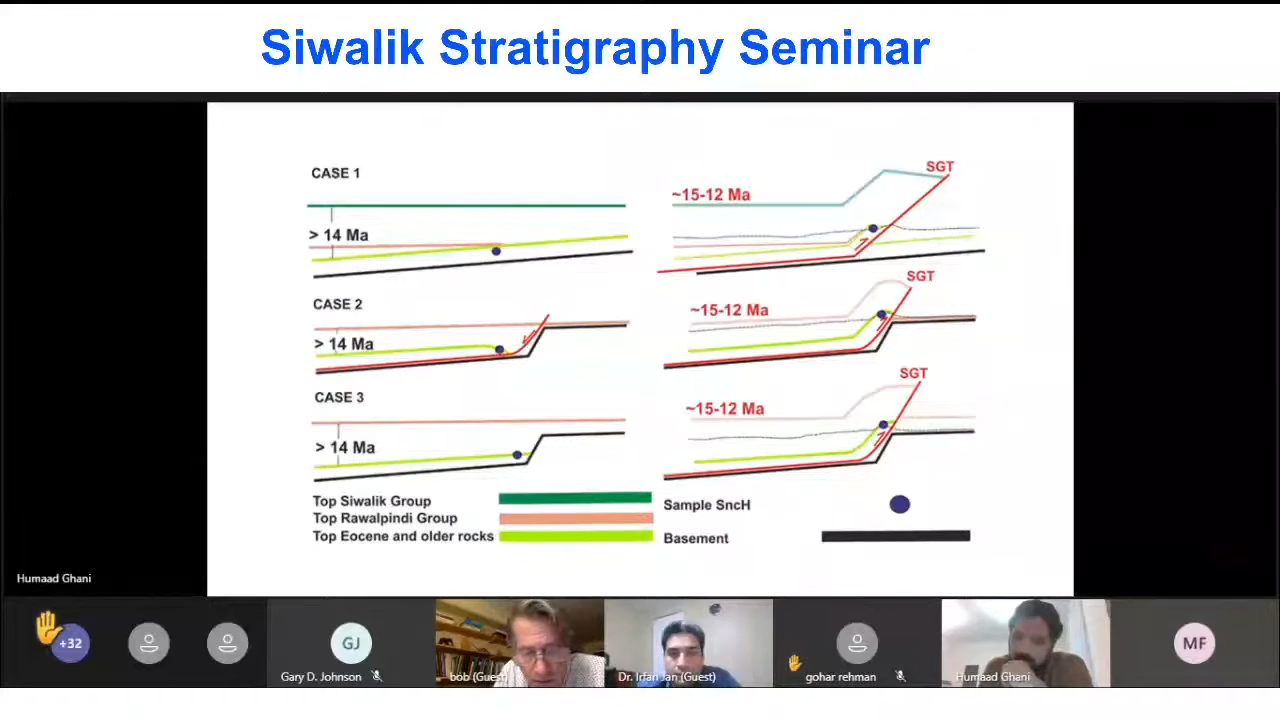 Siwalik Stratigraphy Seminar
CASE 1
> 14 Ma
~15-12 Ma
SGT
CASE 2
> 14 Ma
~15-12 Ma
SGT
CASE 3
> 14 Ma
~15-12 Ma
SGT
Top Siwalik Group
Top Rawalpindi Group
Top Eocene and older rocks
Sample SncH
Basement
Humaad Ghani
+32
GJ
Gary D. Johnson
bob (Guest)
Dr. Irfan Jan (Guest)
gohar rehman
Humaad Ghani
MF